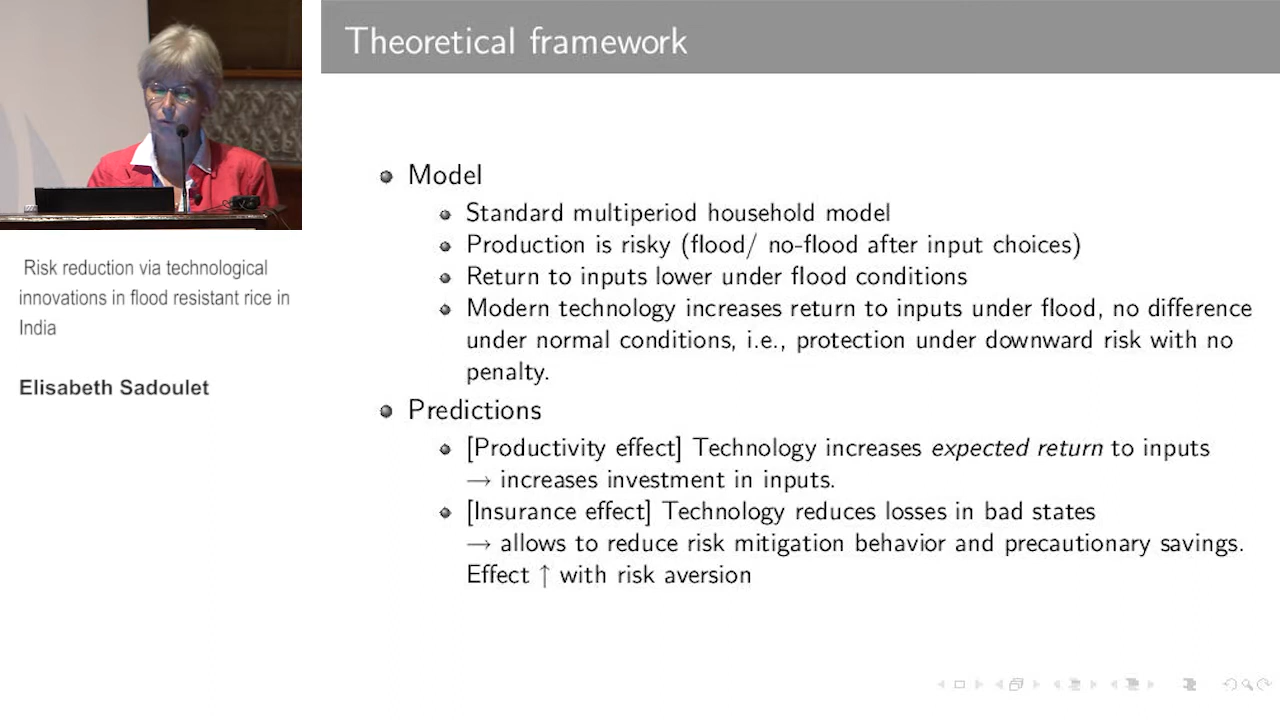 Theoretical framework
Risk reduction via technological
innovations in flood resistant rice in
India
Elisabeth Sadoulet
Model
Standard multiperiod household model
Production is risky (flood/ no-flood after input choices)
Return to inputs lower under flood conditions
Modern technology increases return to inputs under flood, no difference
under normal conditions, i.e., protection under downward risk with no
penalty.
Predictions
[Productivity effect] Technology increases expected return to inputs
→ increases investment in inputs.
[Insurance effect] Technology reduces losses in bad states
→ allows to reduce risk mitigation behavior and precautionary savings.
Effect ↑ with risk aversion